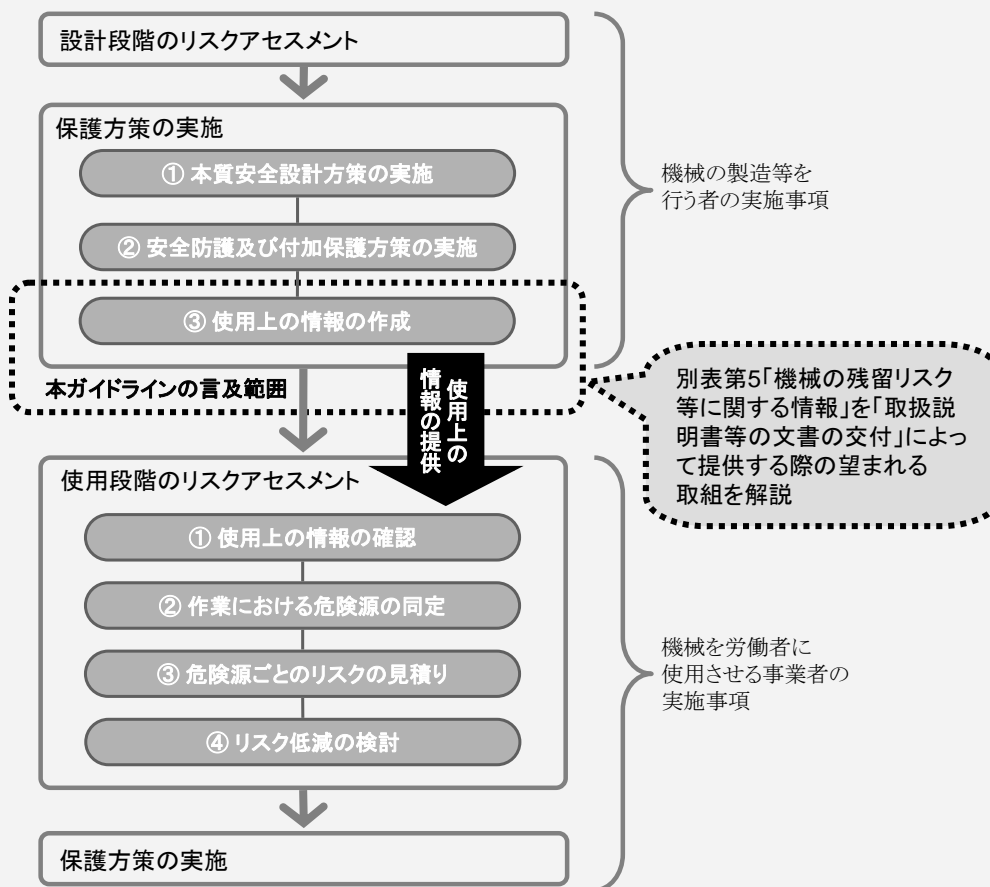 設計段階のリスクアセスメント
保護方策の実施
① 本質安全設計方策の実施
② 安全防護及び付加保護方策の実施
③ 使用上の情報の作成
機械の製造等を
行う者の実施事項
本ガイドラインの言及範囲
使用上の
情報の提供
別表第5「機械の残留リスク
等に関する情報」を「取扱説
明書等の文書の交付」によっ
て提供する際の望まれる
取組を解説
使用段階のリスクアセスメント
① 使用上の情報の確認
② 作業における危険源の同定
③ 危険源ごとのリスクの見積り
④ リスク低減の検討
機械を労働者に
使用させる事業者の
実施事項
保護方策の実施